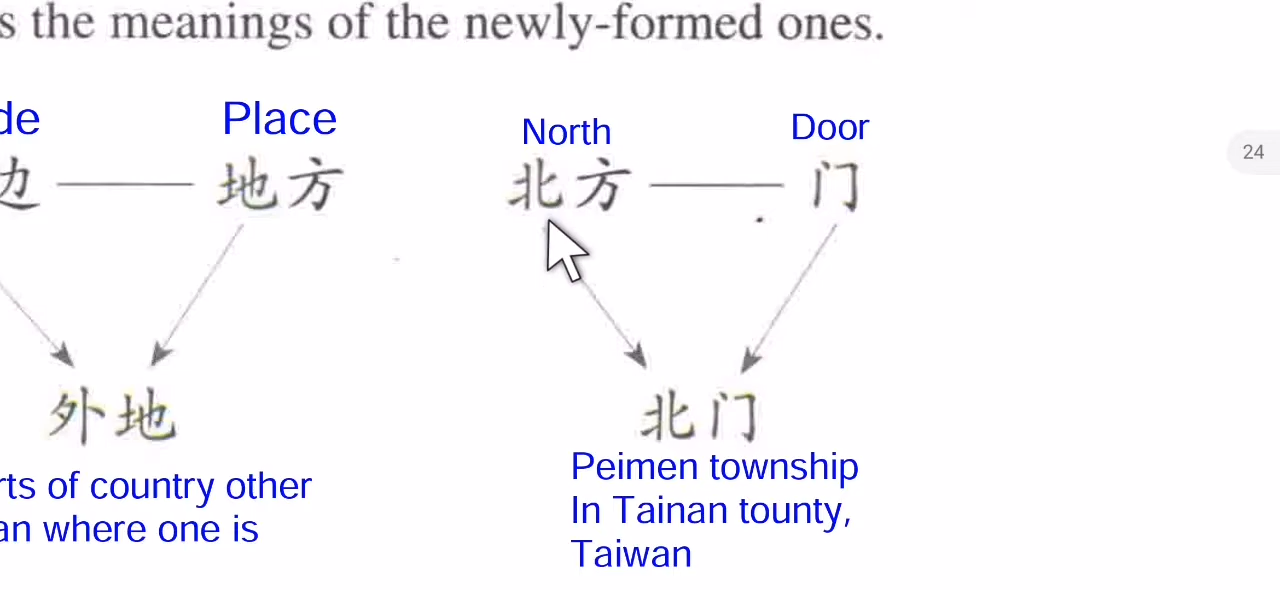 s the meanings of the newly-formed ones.
de Place North Door
边 地方 北方 门
24
外地 北门
rts of country other
an where one is
Peimen township
In Tainan tounty,
Taiwan